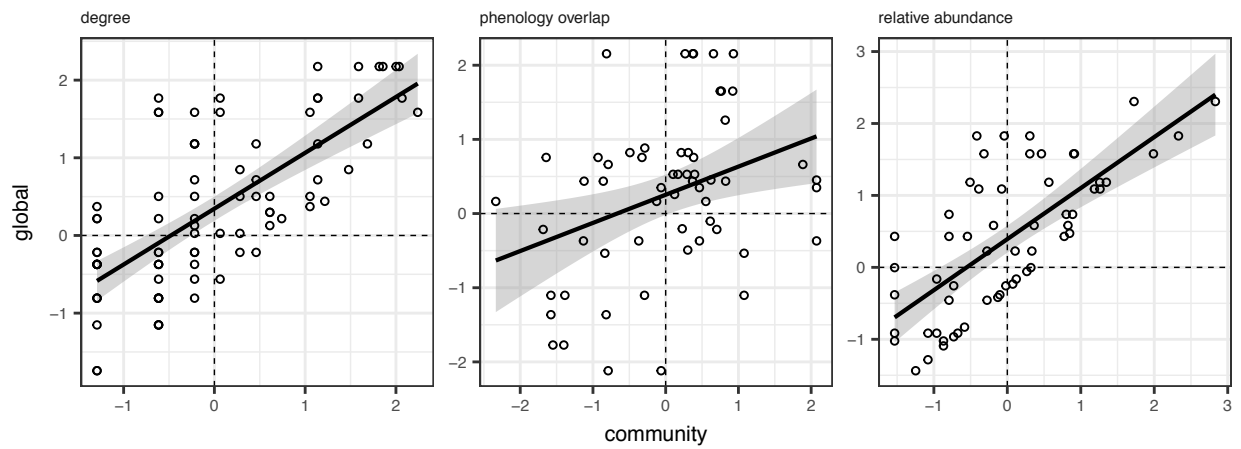 degree
phenology overlap
relative abundance
global
2
1
0
−1
2
1
0
−1
−2
3
2
1
0
−1
−1 0 1 2
−2 −1 0 1 2
−1 0 1 2 3
community